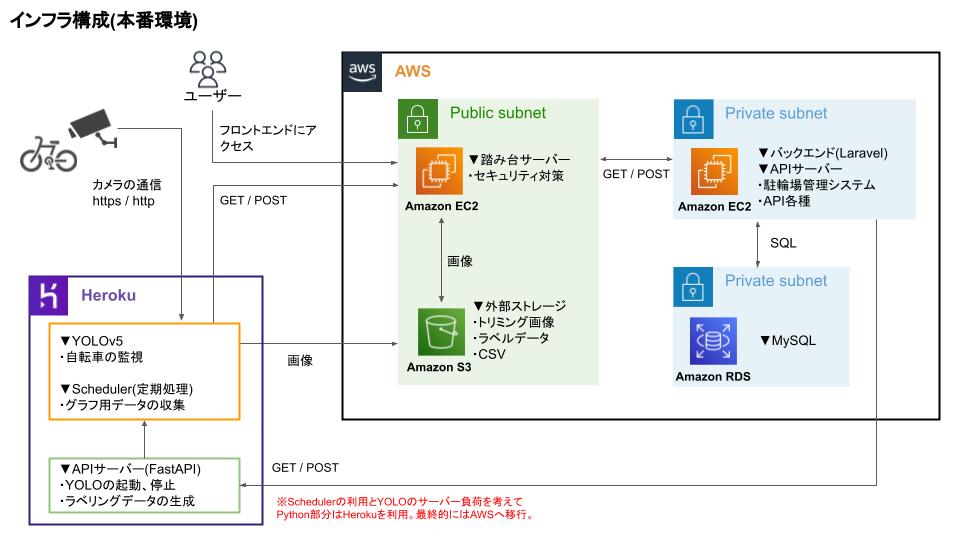 インフラ構成(本番環境)
ユーザー
フロントエンドにア
クセス
カメラの通信
https / http
GET / POST
aws
AWS
Public subnet
▼踏み台サーバー
・セキュリティ対策
Amazon EC2
画像
▼外部ストレージ
・トリミング画像
・ラベルデータ
・CSV
Amazon S3
GET / POST
Private subnet
▼バックエンド(Laravel)
▼APIサーバー
・駐輪場管理システム
・API各種
Amazon EC2
SQL
Private subnet
▼MySQL
Amazon RDS
Heroku
▼YOLOv5
・自転車の監視
▼Scheduler(定期処理)
・グラフ用データの収集
画像
▼APIサーバー(FastAPI)
・YOLOの起動、停止
・ラベリングデータの生成
GET / POST
※Schedulerの利用とYOLOのサーバー負荷を考えて
Python部分はHerokuを利用。最終的にはAWSへ移行。